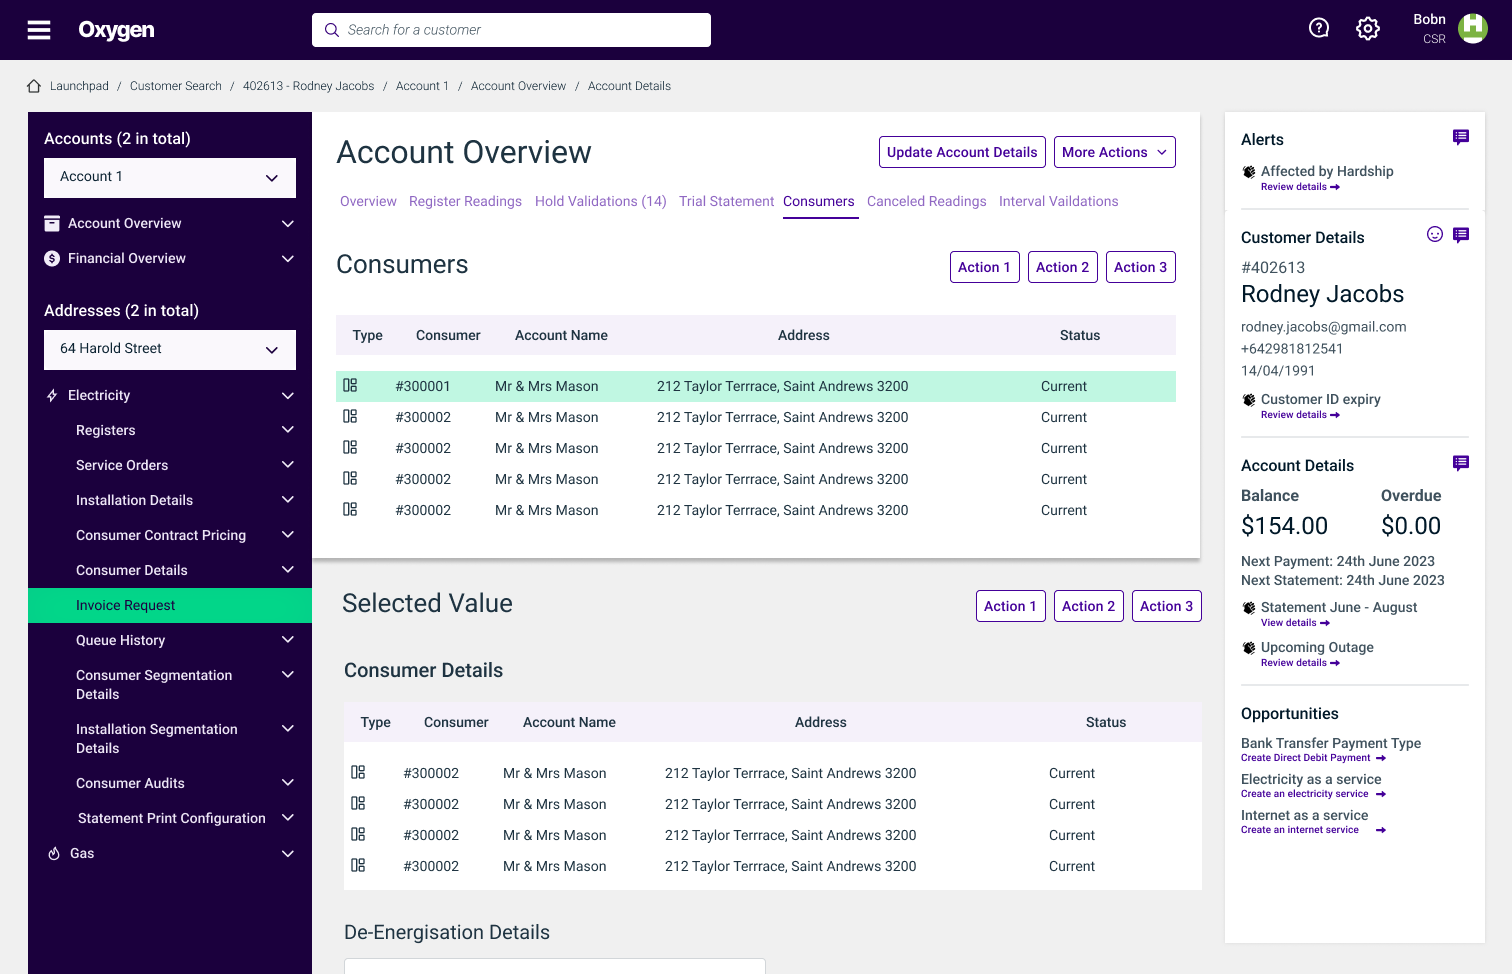 Oxygen
Search for a customer
Bobn
CSR
Launchpad / Customer Search / 402613 - Rodney Jacobs / Account 1 / Account Overview / Account Details
Accounts (2 in total)
Account 1
Account Overview
Financial Overview
Addresses (2 in total)
64 Harold Street
Electricity
Registers
Service Orders
Installation Details
Consumer Contract Pricing
Consumer Details
Invoice Request
Queue History
Consumer Segmentation
Details
Installation Segmentation
Details
Consumer Audits
Statement Print Configuration
Gas
Account Overview
Update Account Details More Actions
Overview Register Readings Hold Validations (14) Trial Statement Consumers Canceled Readings Interval Vaildations
Consumers
Action 1 Action 2 Action 3
Type Consumer Account Name Address Status
#300001 Mr & Mrs Mason 212 Taylor Terrrace, Saint Andrews 3200 Current
#300002 Mr & Mrs Mason 212 Taylor Terrrace, Saint Andrews 3200 Current
#300002 Mr & Mrs Mason 212 Taylor Terrrace, Saint Andrews 3200 Current
#300002 Mr & Mrs Mason 212 Taylor Terrrace, Saint Andrews 3200 Current
#300002 Mr & Mrs Mason 212 Taylor Terrrace, Saint Andrews 3200 Current
Selected Value
Action 1 Action 2 Action 3
Consumer Details
Type Consumer Account Name Address Status
#300002 Mr & Mrs Mason 212 Taylor Terrrace, Saint Andrews 3200 Current
#300002 Mr & Mrs Mason 212 Taylor Terrrace, Saint Andrews 3200 Current
#300002 Mr & Mrs Mason 212 Taylor Terrrace, Saint Andrews 3200 Current
#300002 Mr & Mrs Mason 212 Taylor Terrrace, Saint Andrews 3200 Current
De-Energisation Details
Alerts
Affected by Hardship
Review details
Customer Details
#402613
Rodney Jacobs
rodney.jacobs@gmail.com
+642981812541
14/04/1991
Customer ID expiry
Review details
Account Details
Balance Overdue
$154.00 $0.00
Next Payment: 24th June 2023
Next Statement: 24th June 2023
Statement June - August
View details
Upcoming Outage
Review details
Opportunities
Bank Transfer Payment Type
Create Direct Debit Payment
Electricity as a service
Create an electricity service
Internet as a service
Create an internet service